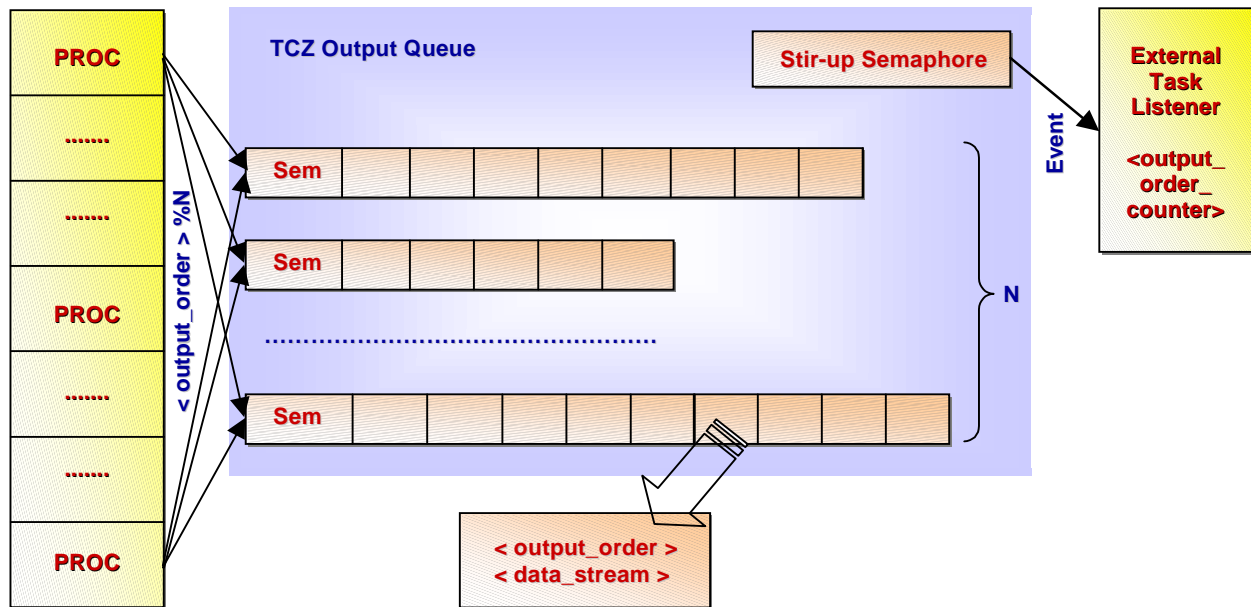 PROC
.......
.......
PROC
.......
.......
PROC
< output_order > %N
TCZ Output Queue
Stir-up Semaphore
Sem
Sem
...................................................
Sem
N
< output_order >
< data_stream >
Event
External
Task
Listener
<output_
order_
counter>